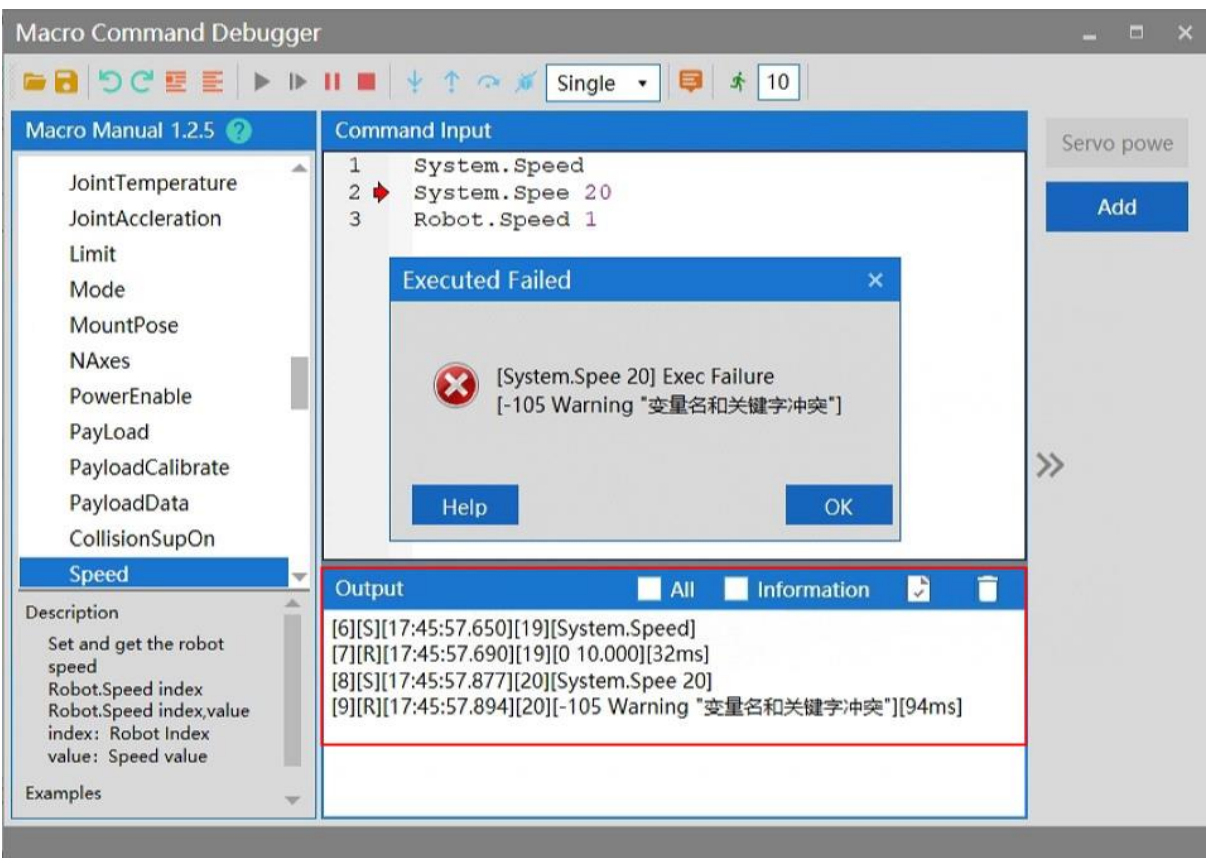 Macro Command Debugger
Single
10
Macro Manual 1.2.5 ?
JointTemperature
JointAccleration
Limit
Mode
MountPose
NAxes
PowerEnable
PayLoad
PayloadCalibrate
PayloadData
CollisionSupOn
Speed
Description
Set and get the robot
speed
Robot.Speed index
Robot.Speed index,value
index: Robot Index
value: Speed value
Examples
Command Input
1 System.Speed
2 System.Spee 20
3 Robot.Speed 1
Executed Failed
[System.Spee 20] Exec Failure
[-105 Warning "变量名和关键字冲突"]
Help
OK
Output
All
Information
[6][S][17:45:57.650][19][System.Speed]
[7][R][17:45:57.690][19][0 10.000][32ms]
[8][S][17:45:57.877][20][System.Spee 20]
[9][R][17:45:57.894][20][-105 Warning "变量名和关键字冲突"][94ms]
Servo powe
Add